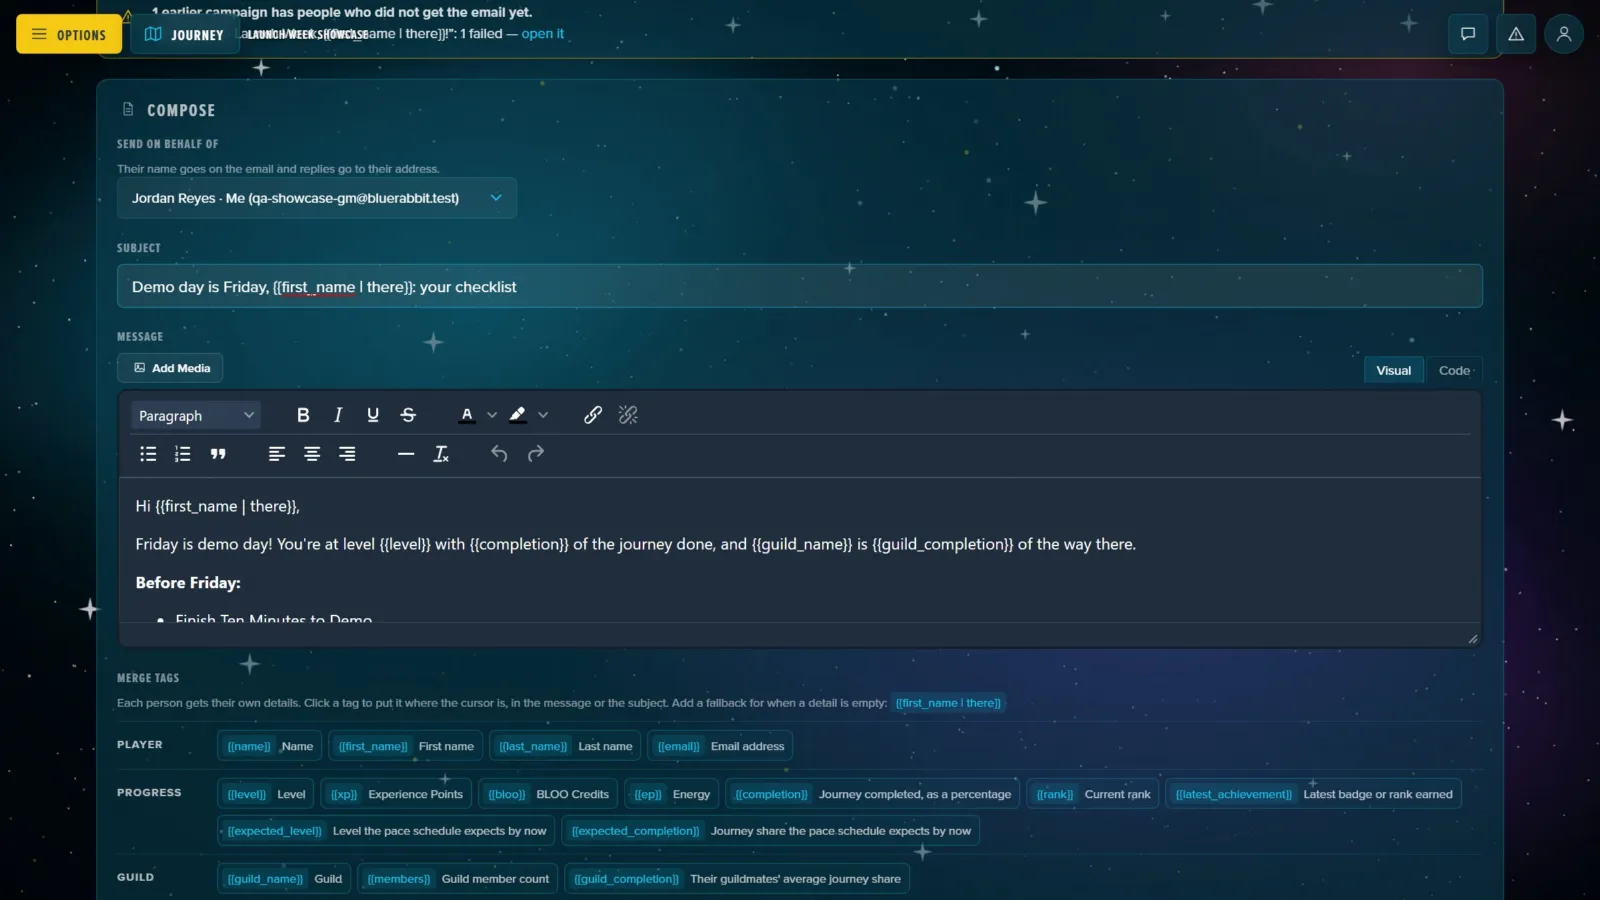 1 earlier campaign has people who did not get the email yet.
OPTIONS
JOURNEY
LAUNCH WEEK SHOWCASE
name | there}}!": 1 failed — open it
COMPOSE
SEND ON BEHALF OF
Their name goes on the email and replies go to their address.
Jordan Reyes · Me (qa-showcase-gm@bluerabbit.test)
SUBJECT
Demo day is Friday, {{first_name | there}}: your checklist
MESSAGE
Add Media
Visual Code
Paragraph
Hi {{first_name | there}},
Friday is demo day! You're at level {{level}} with {{completion}} of the journey done, and {{guild_name}} is {{guild_completion}} of the way there.
Before Friday:
• Finish Ten Minutes to Demo
MERGE TAGS
Each person gets their own details. Click a tag to put it where the cursor is, in the message or the subject. Add a fallback for when a detail is empty: {{first_name | there}}
PLAYER {{name}} Name {{first_name}} First name {{last_name}} Last name {{email}} Email address
PROGRESS {{level}} Level {{xp}} Experience Points {{bloo}} BLOO Credits {{ep}} Energy {{completion}} Journey completed, as a percentage {{rank}} Current rank {{latest_achievement}} Latest badge or rank earned
{{expected_level}} Level the pace schedule expects by now {{expected_completion}} Journey share the pace schedule expects by now
GUILD {{guild_name}} Guild {{members}} Guild member count {{guild_completion}} Their guildmates' average journey share